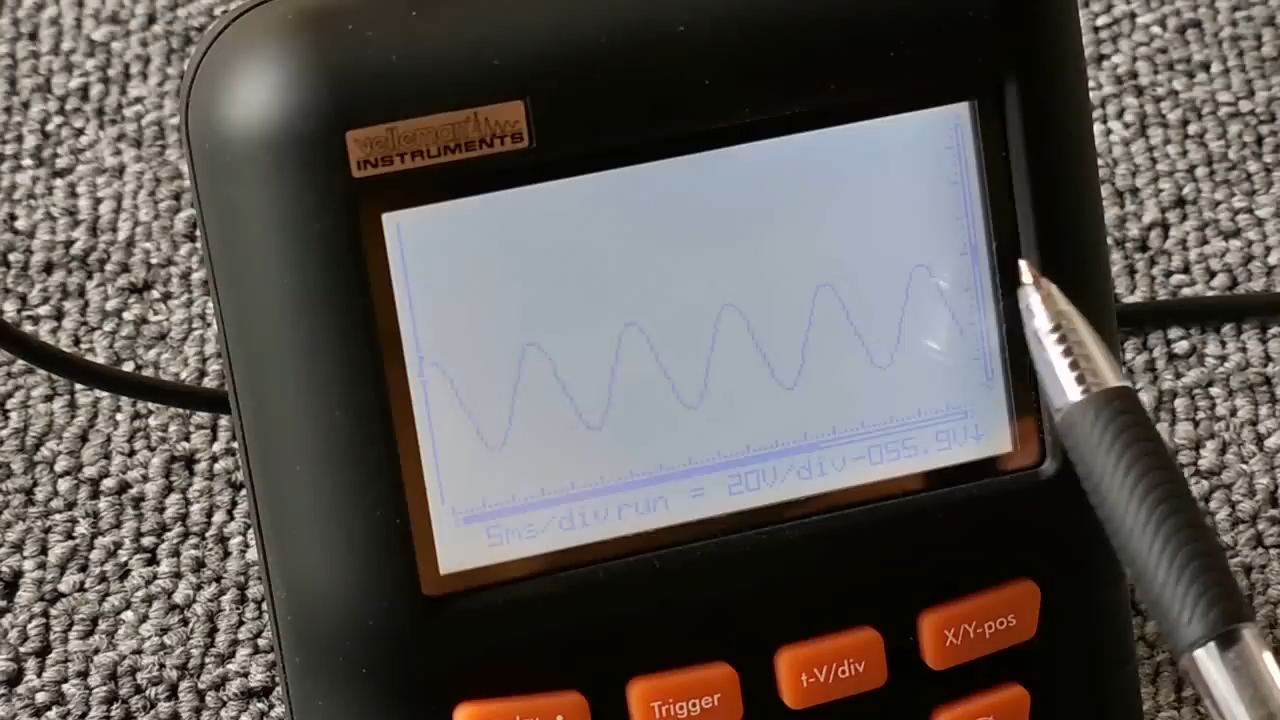 velleman
INSTRUMENTS
5ms/div run = 20V/div-055.9V↓
X/Y-pos
t-V/div
Trigger